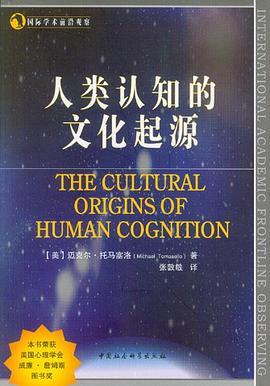 国际学术前沿观察
INTERNATIONAL ACADEMIC FRONTLINE OBSERVING
人类认知的
文化起源
THE CULTURAL
ORIGINS OF
HUMAN COGNITION
【美】迈克尔·托马塞洛（Michael Tomasello）著
张敦敏 译
本书荣获
美国心理学会
威廉·詹姆斯
图书奖
中国社会科学出版社